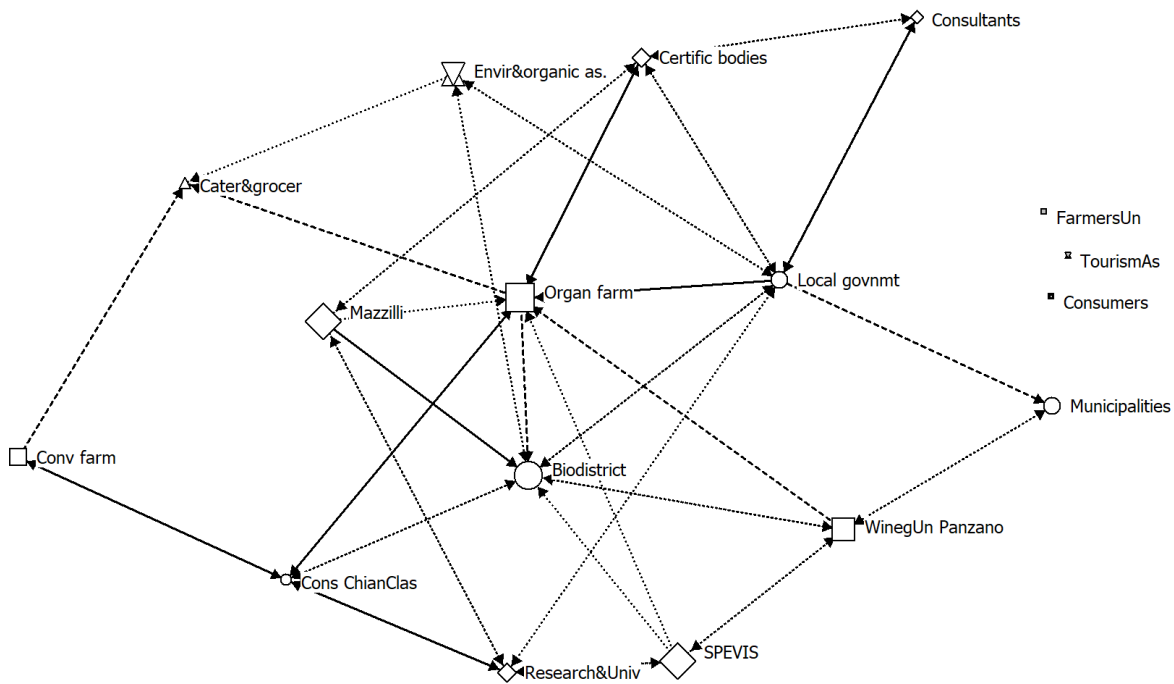 Consultants
Certific bodies
Envir&organic as.
Cater&grocer
FarmersUn
TourismAs
Consumers
Local govnmt
Organ farm
Mazzilli
Municipalities
Conv farm
Biodistrict
WinegUn Panzano
Cons ChianClas
SPEVIS
Research&Univ